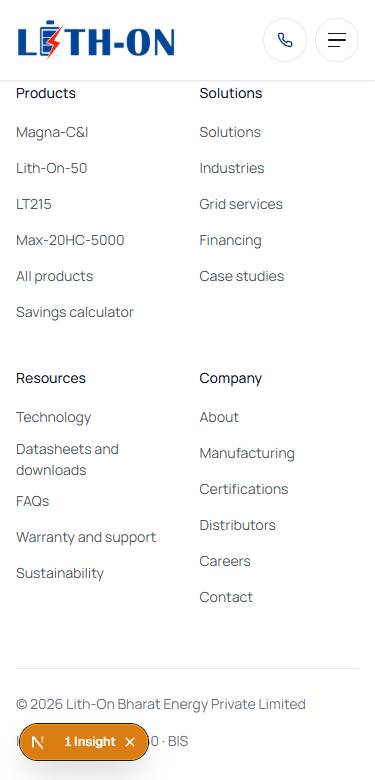 LITH-ON
Products
Solutions
Magna-C&I
Solutions
Lith-On-50
Industries
LT215
Grid services
Max-20HC-5000
Financing
All products
Case studies
Savings calculator
Resources
Company
Technology
About
Datasheets and
downloads
Manufacturing
Certifications
FAQs
Distributors
Warranty and support
Careers
Sustainability
Contact
© 2026 Lith-On Bharat Energy Private Limited
· BIS
1 Insight